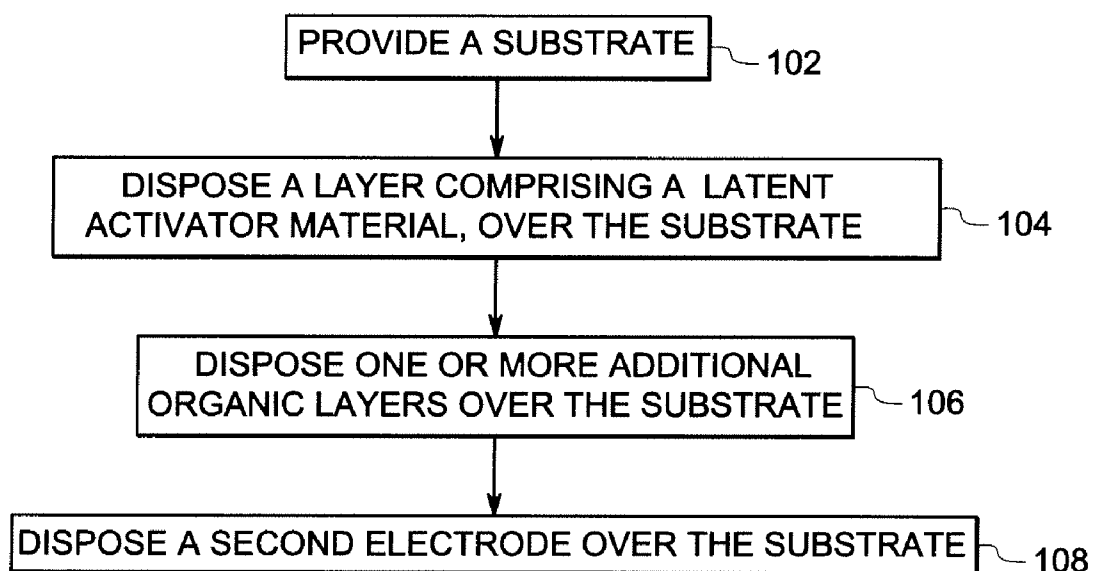 PROVIDE A SUBSTRATE
102
DISPOSE A LAYER COMPRISING A LATENT
ACTIVATOR MATERIAL, OVER THE SUBSTRATE
104
DISPOSE ONE OR MORE ADDITIONAL
ORGANIC LAYERS OVER THE SUBSTRATE
106
DISPOSE A SECOND ELECTRODE OVER THE SUBSTRATE
108